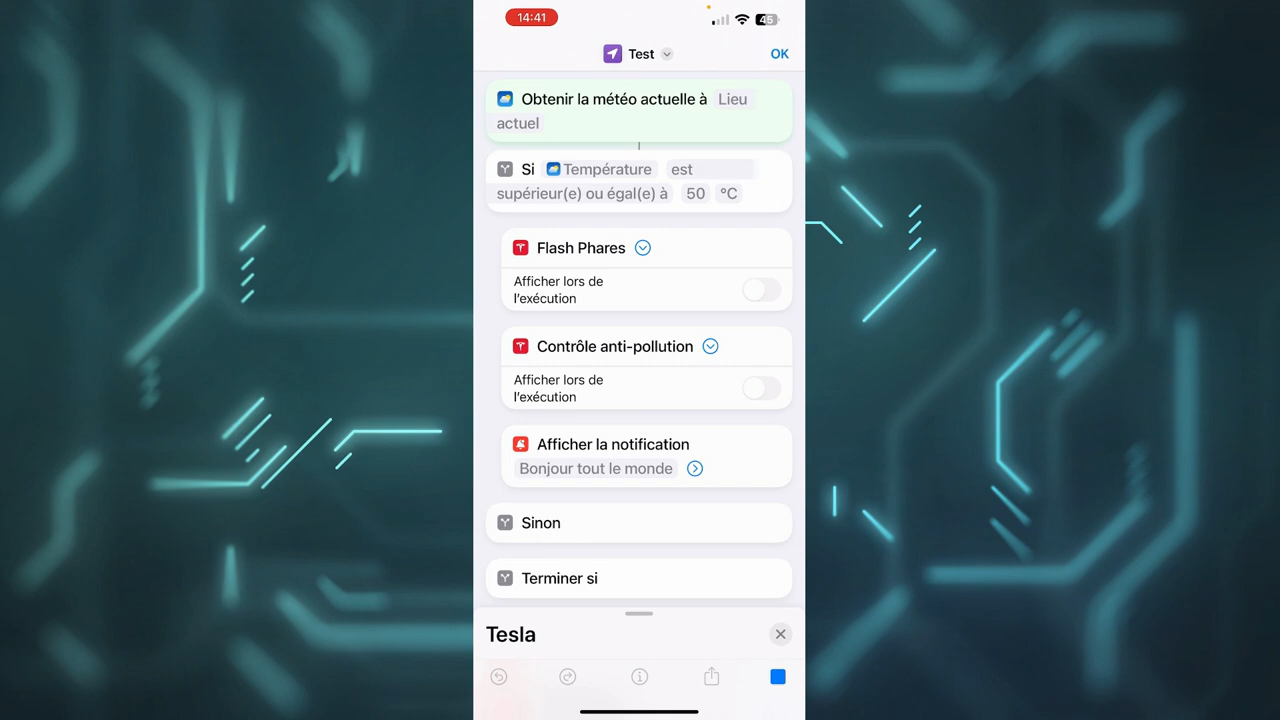 14:41
45
Test
OK
Obtenir la météo actuelle à Lieu
actuel
Si Température est
supérieur(e) ou égal(e) à 50 °C
Flash Phares
Afficher lors de
l'exécution
Contrôle anti-pollution
Afficher lors de
l'exécution
Afficher la notification
Bonjour tout le monde
Sinon
Terminer si
Tesla